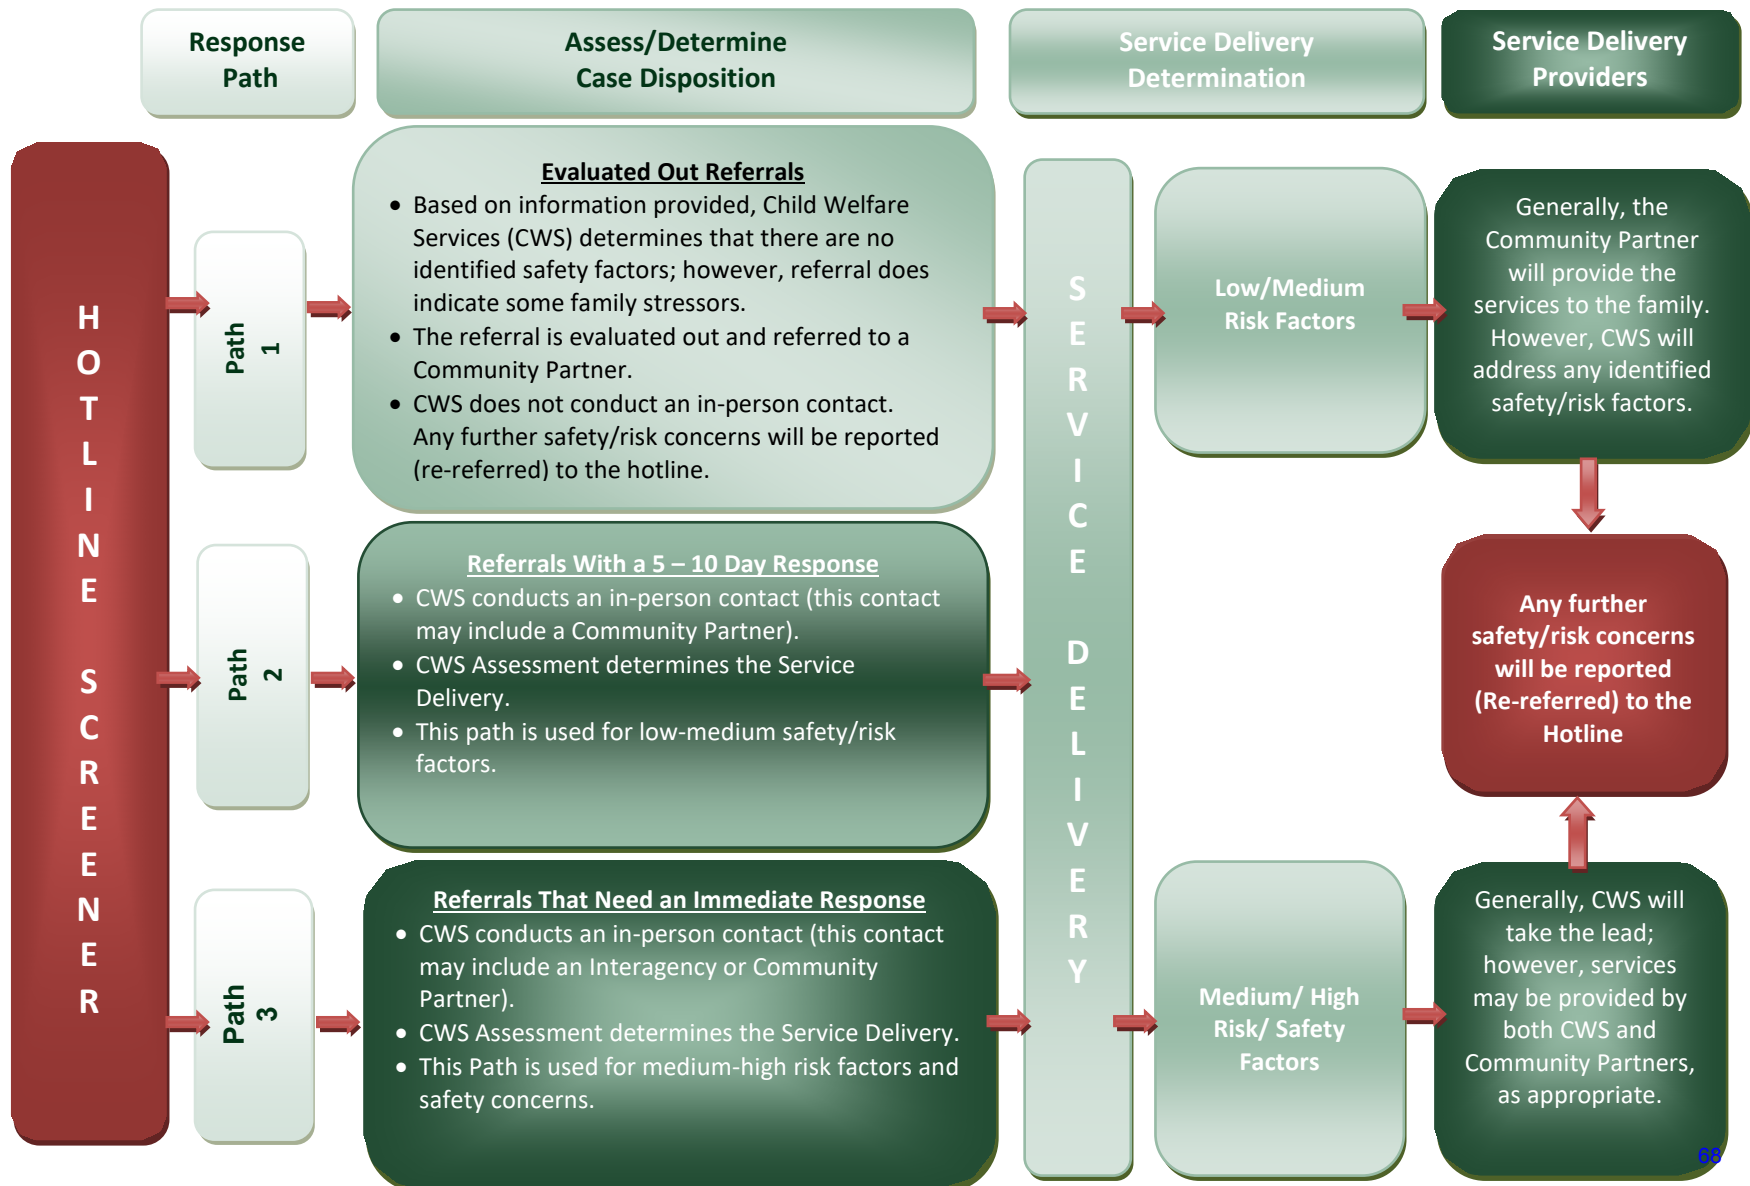 Response
Path
Assess/Determine
Case Disposition
Service Delivery
Determination
Service Delivery
Providers
HOTLINE SCREENER
Path
1
Evaluated Out Referrals
• Based on information provided, Child Welfare
Services (CWS) determines that there are no
identified safety factors; however, referral does
indicate some family stressors.
• The referral is evaluated out and referred to a
Community Partner.
• CWS does not conduct an in-person contact.
Any further safety/risk concerns will be reported
(re-referred) to the hotline.
Path
2
Referrals With a 5 – 10 Day Response
• CWS conducts an in-person contact (this contact
may include a Community Partner).
• CWS Assessment determines the Service
Delivery.
• This path is used for low-medium safety/risk
factors.
Path
3
Referrals That Need an Immediate Response
• CWS conducts an in-person contact (this contact
may include an Interagency or Community
Partner).
• CWS Assessment determines the Service Delivery.
• This Path is used for medium-high risk factors and
safety concerns.
SERVICE DELIVERY
Low/Medium
Risk Factors
Generally, the
Community Partner
will provide the
services to the family.
However, CWS will
address any identified
safety/risk factors.
Any further
safety/risk concerns
will be reported
(Re-referred) to the
Hotline
Medium/ High
Risk/ Safety
Factors
Generally, CWS will
take the lead;
however, services
may be provided by
both CWS and
Community Partners,
as appropriate.
68